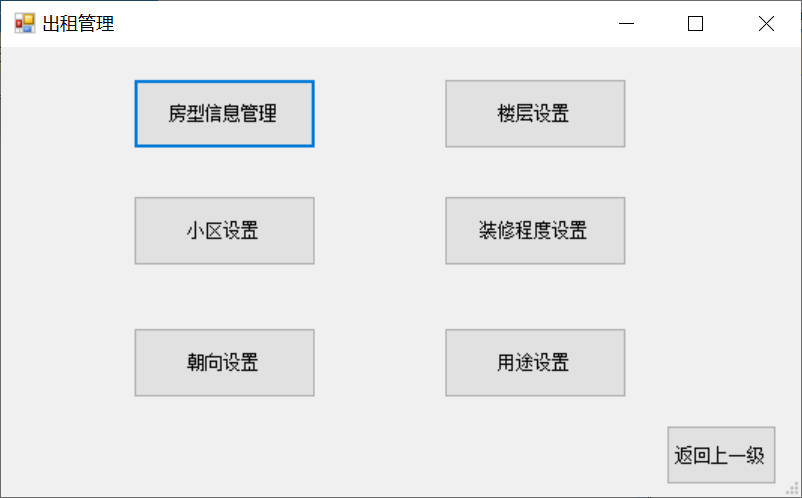 出租管理
房型信息管理
楼层设置
小区设置
装修程度设置
朝向设置
用途设置
返回上一级